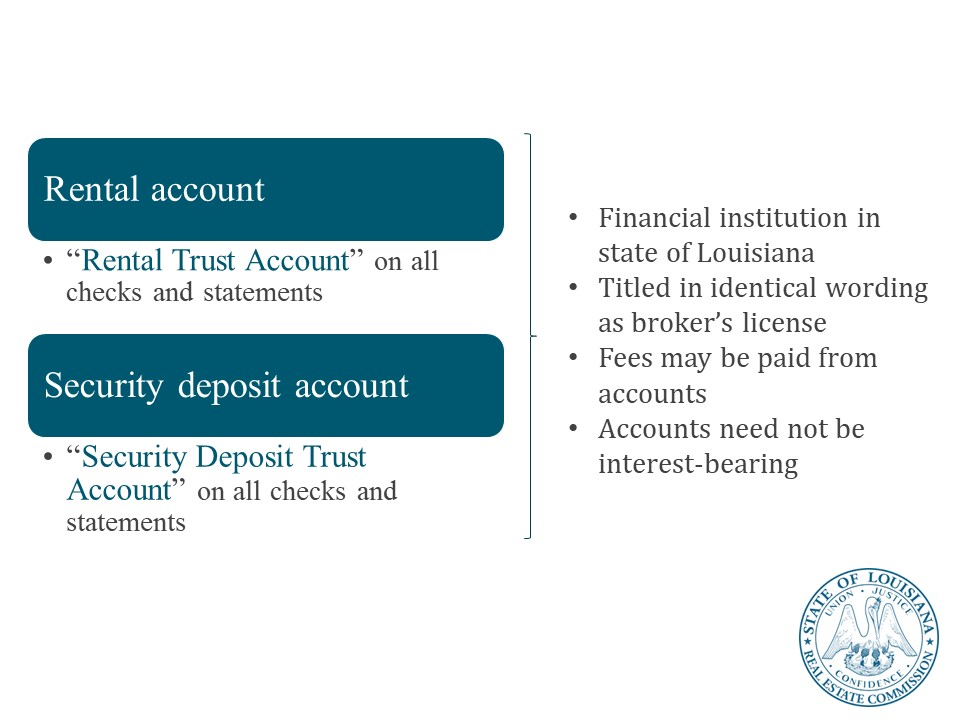 Rental account
• “Rental Trust Account” on all
checks and statements
Security deposit account
• “Security Deposit Trust
Account” on all checks and
statements
• Financial institution in
state of Louisiana
• Titled in identical wording
as broker’s license
• Fees may be paid from
accounts
• Accounts need not be
interest-bearing
STATE OF LOUISIANA
UNION · JUSTICE
CONFIDENCE
REAL ESTATE COMMISSION